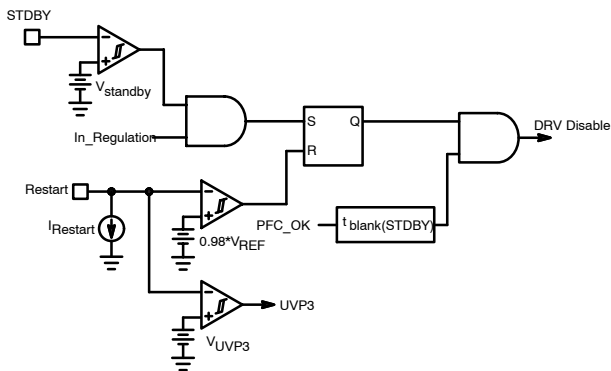 STDBY
- 
+
Vstandby
In_Regulation
S
Q
R
DRV Disable
Restart
-
+
IRestart
0.98*VREF
PFC_OK
tblank(STDBY)
-
+
UVP3
VUVP3